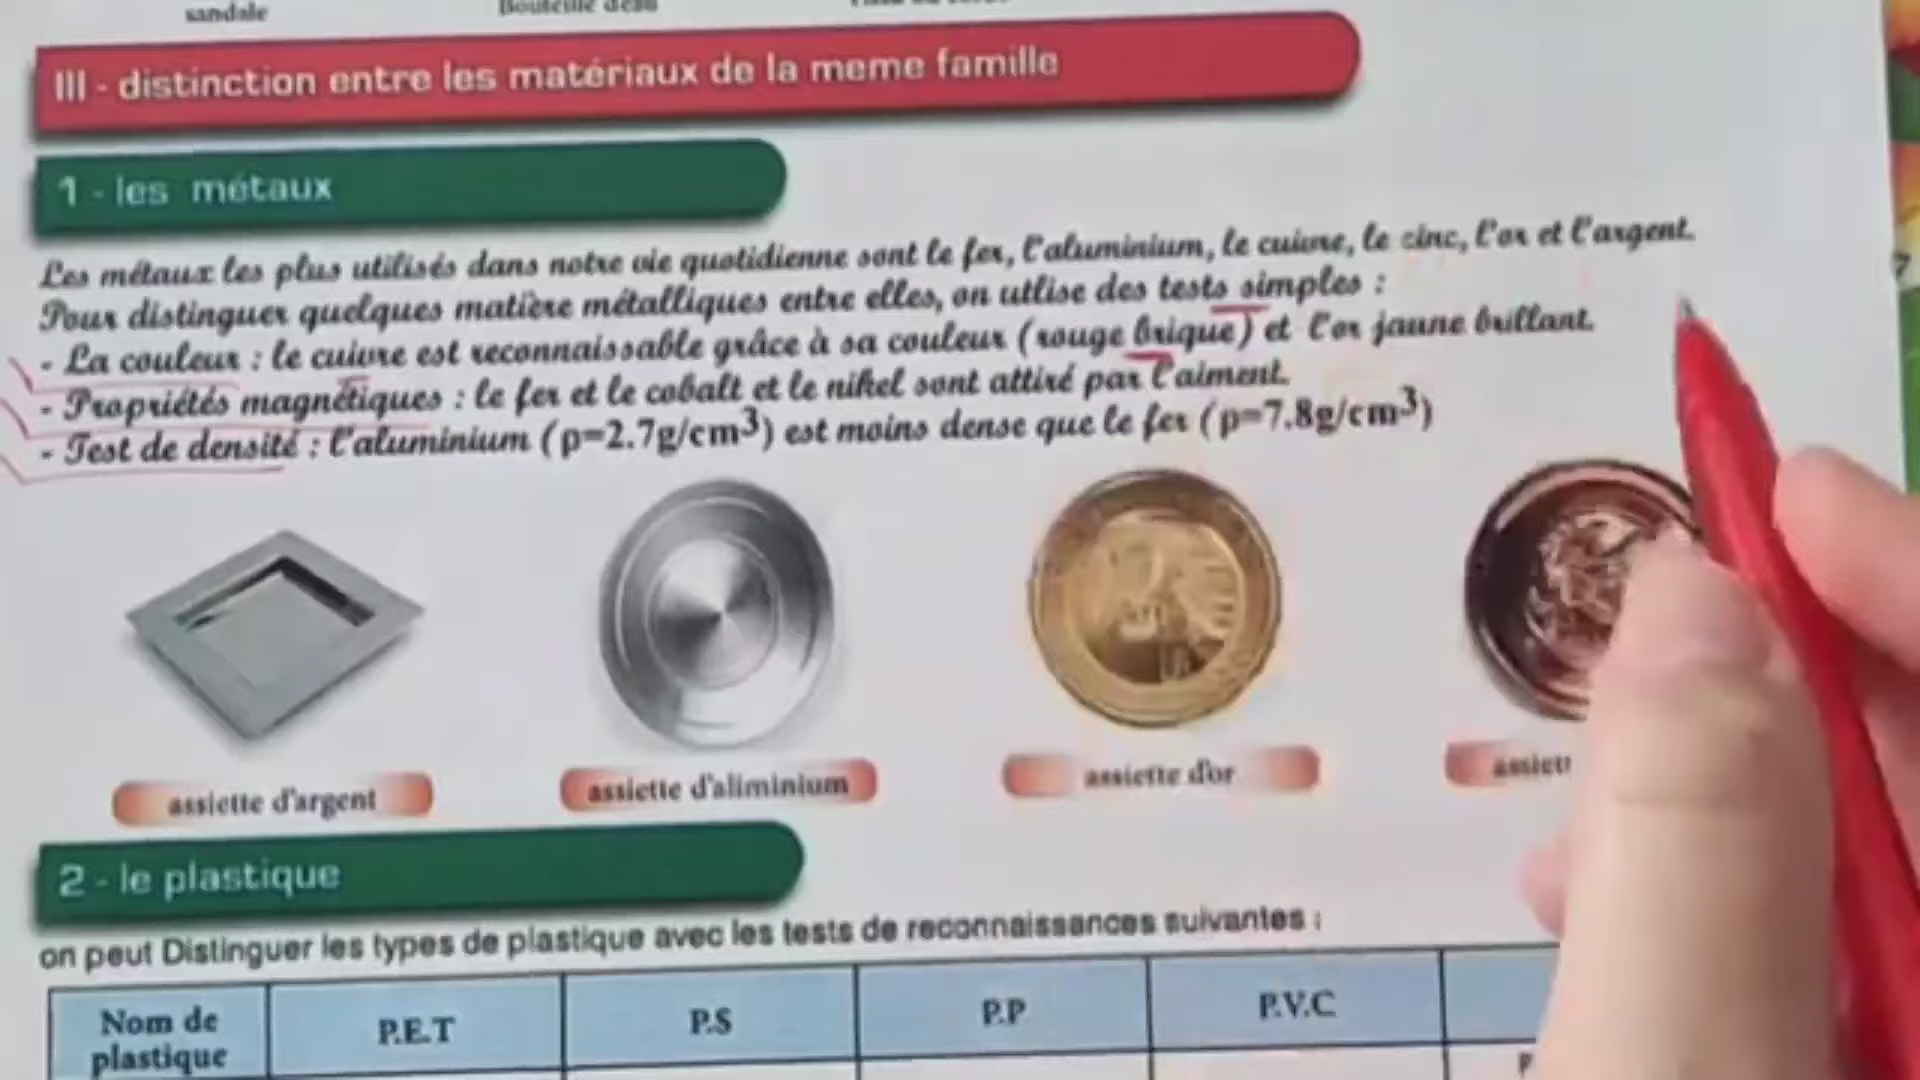 sandale
Bouteille d'eau
III - distinction entre les matériaux de la meme famille
1 - les métaux
Les métaux les plus utilisés dans notre vie quotidienne sont le fer, l'aluminium, le cuivre, le zinc, l'or et l'argent.
Pour distinguer quelques matière métalliques entre elles, on utlise des tests simples :
- La couleur : le cuivre est reconnaissable grâce à sa couleur (rouge brique) et l'or jaune brillant.
- Propriétés magnétiques : le fer et le cobalt et le nikel sont attiré par l'aiment.
- Test de densité : l'aluminium (p=2.7g/cm³) est moins dense que le fer (p=7.8g/cm³)
assiette d'argent
assiette d'aliminium
assiette d'or
2 - le plastique
on peut Distinguer les types de plastique avec les tests de reconnaissances suivantes :
Nom de plastique
P.E.T
P.S
P.P
P.V.C